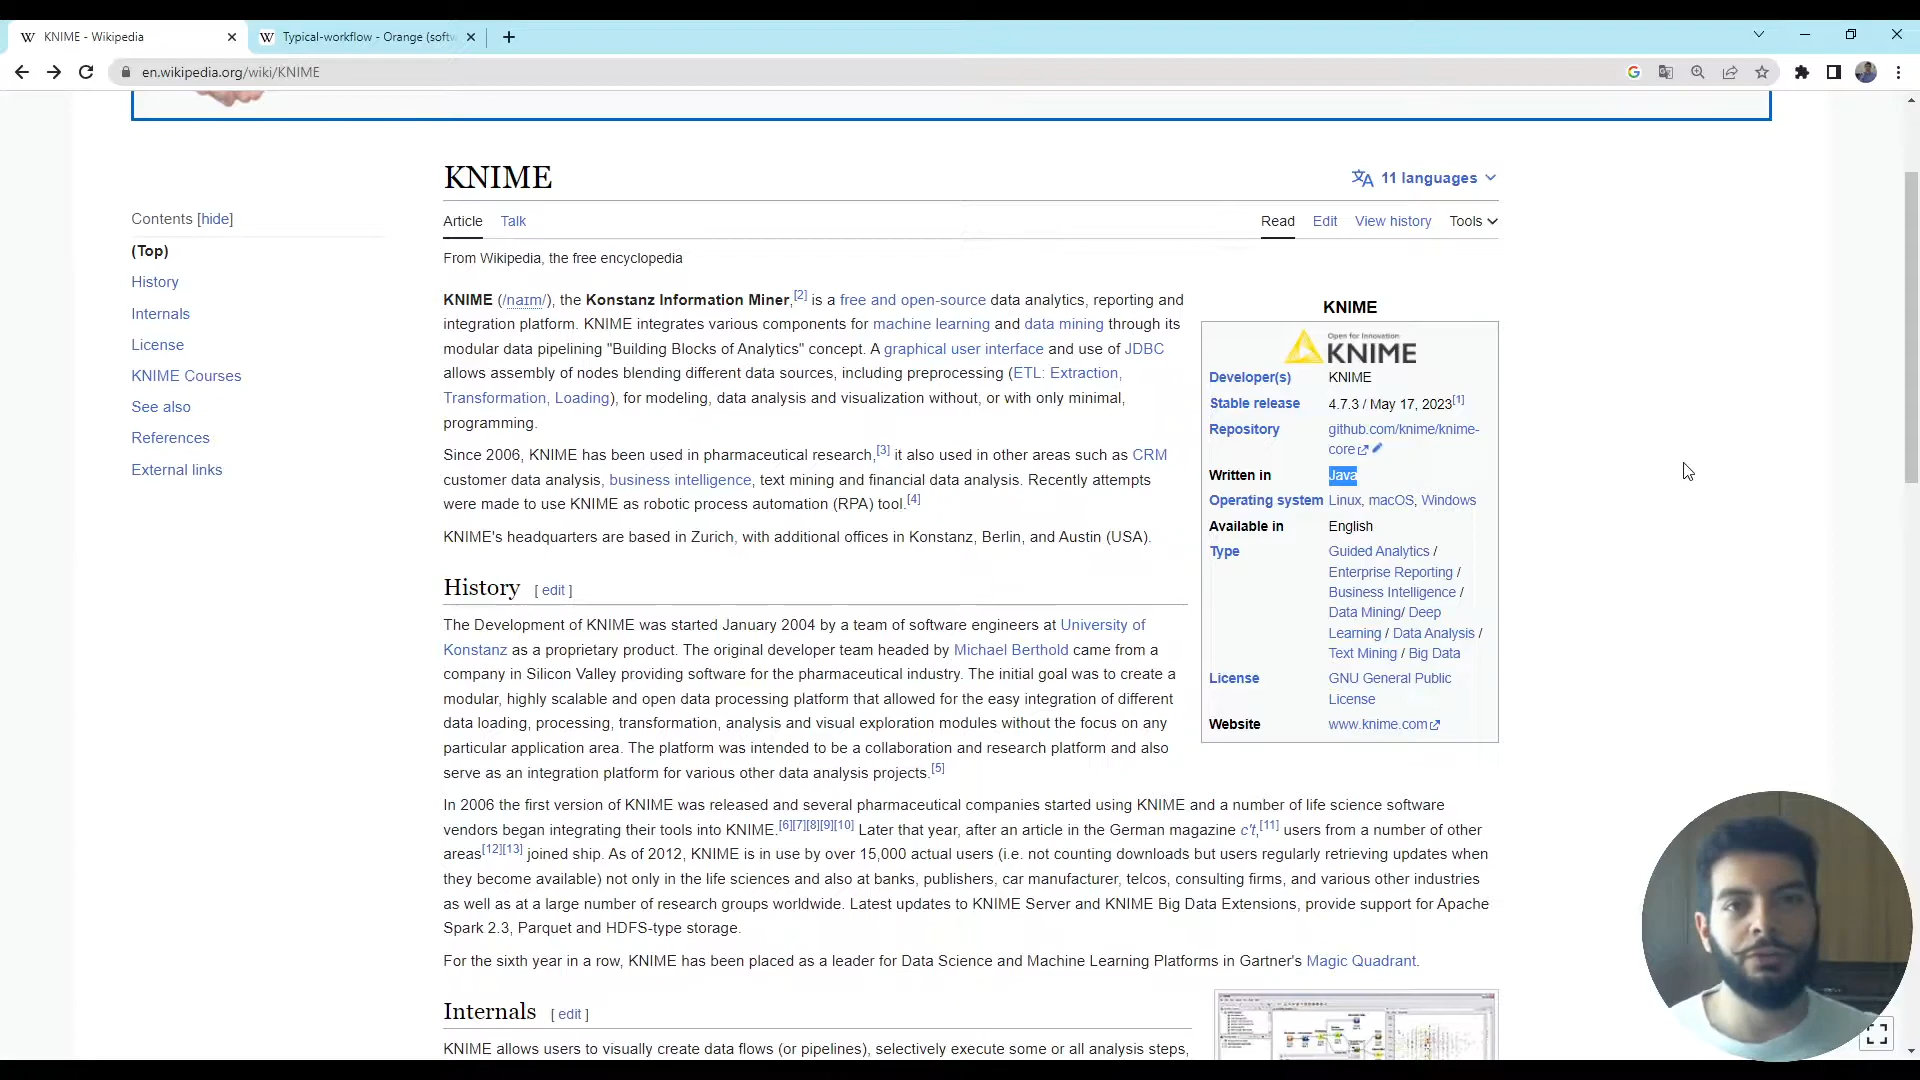 KNIME - Wikipedia
Typical-workflow - Orange (softw
en.wikipedia.org/wiki/KNIME
KNIME
11 languages
Contents [hide]
Article Talk
Read Edit View history Tools
(Top)
From Wikipedia, the free encyclopedia
History
Internals
License
KNIME Courses
See also
References
External links
KNIME (/naɪm/), the Konstanz Information Miner,[2] is a free and open-source data analytics, reporting and
integration platform. KNIME integrates various components for machine learning and data mining through its
modular data pipelining "Building Blocks of Analytics" concept. A graphical user interface and use of JDBC
allows assembly of nodes blending different data sources, including preprocessing (ETL: Extraction,
Transformation, Loading), for modeling, data analysis and visualization without, or with only minimal,
programming.
Since 2006, KNIME has been used in pharmaceutical research,[3] it also used in other areas such as CRM
customer data analysis, business intelligence, text mining and financial data analysis. Recently attempts
were made to use KNIME as robotic process automation (RPA) tool.[4]
KNIME's headquarters are based in Zurich, with additional offices in Konstanz, Berlin, and Austin (USA).
KNIME
Open for Innovation
KNIME
Developer(s) KNIME
Stable release 4.7.3 / May 17, 2023[1]
Repository github.com/knime/knime-
core
Written in Java
Operating system Linux, macOS, Windows
Available in English
Type Guided Analytics /
Enterprise Reporting /
Business Intelligence /
Data Mining/ Deep
Learning / Data Analysis /
Text Mining / Big Data
License GNU General Public
License
Website www.knime.com
History [ edit ]
The Development of KNIME was started January 2004 by a team of software engineers at University of
Konstanz as a proprietary product. The original developer team headed by Michael Berthold came from a
company in Silicon Valley providing software for the pharmaceutical industry. The initial goal was to create a
modular, highly scalable and open data processing platform that allowed for the easy integration of different
data loading, processing, transformation, analysis and visual exploration modules without the focus on any
particular application area. The platform was intended to be a collaboration and research platform and also
serve as an integration platform for various other data analysis projects.[5]
In 2006 the first version of KNIME was released and several pharmaceutical companies started using KNIME and a number of life science software
vendors began integrating their tools into KNIME.[6][7][8][9][10] Later that year, after an article in the German magazine c't,[11] users from a number of other
areas[12][13] joined ship. As of 2012, KNIME is in use by over 15,000 actual users (i.e. not counting downloads but users regularly retrieving updates when
they become available) not only in the life sciences and also at banks, publishers, car manufacturer, telcos, consulting firms, and various other industries
as well as at a large number of research groups worldwide. Latest updates to KNIME Server and KNIME Big Data Extensions, provide support for Apache
Spark 2.3, Parquet and HDFS-type storage.
For the sixth year in a row, KNIME has been placed as a leader for Data Science and Machine Learning Platforms in Gartner's Magic Quadrant.
Internals [ edit ]
KNIME allows users to visually create data flows (or pipelines), selectively execute some or all analysis steps,